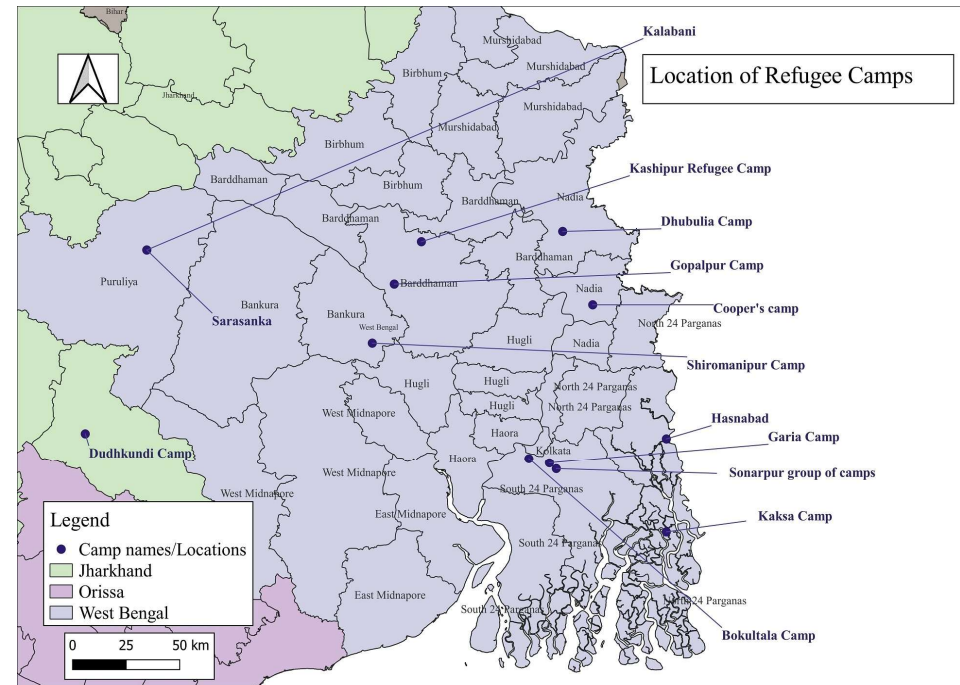 Bihar
Murshidabad
Kalabani
Location of Refugee Camps
Birbhum
Murshidabad
Jharkhand
Murshidabad
Murshidabad
Birbhum
Kashipur Refugee Camp
Barddhaman
Birbhum
Nadia
Barddhaman
Barddhaman
Dhubulia Camp
Barddhaman
Gopalpur Camp
Puruliya
Barddhaman
Nadia
Bankura
Cooper's camp
Bankura
Sarasanka
West Bengal
North 24 Parganas
Hugli
Nadia
Shiromanipur Camp
Hugli
Hugli
North 24 Parganas
Hugli
North 24 Parganas
West Midnapore
Hasnabad
Haora
Garia Camp
Dudhkundi Camp
Kolkata
Haora
West Midnapore
Sonarpur group of camps
South 24 Parganas
West Midnapore
East Midnapore
Kaksa Camp
Legend
Camp names/Locations
Jharkhand
Orissa
West Bengal
South 24 Parganas
East Midnapore
North 24 Parganas
South 24 Parganas
Bokultala Camp
0 25 50 km